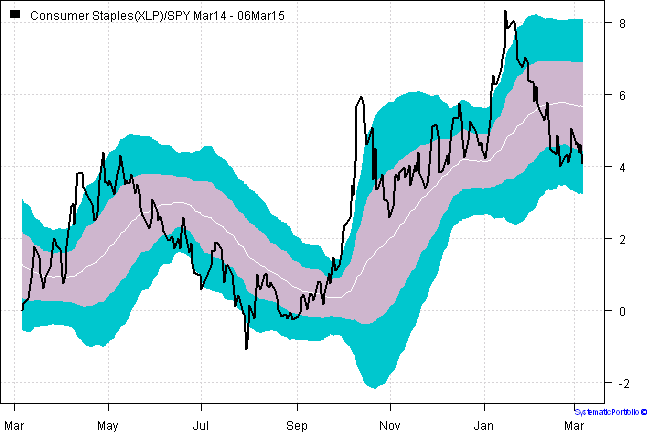 Consumer Staples(XLP)/SPY Mar14 - 06Mar15
8
6
4
2
0
-2
Mar May Jul Sep Nov Jan Mar
SystematicPortfolio ©